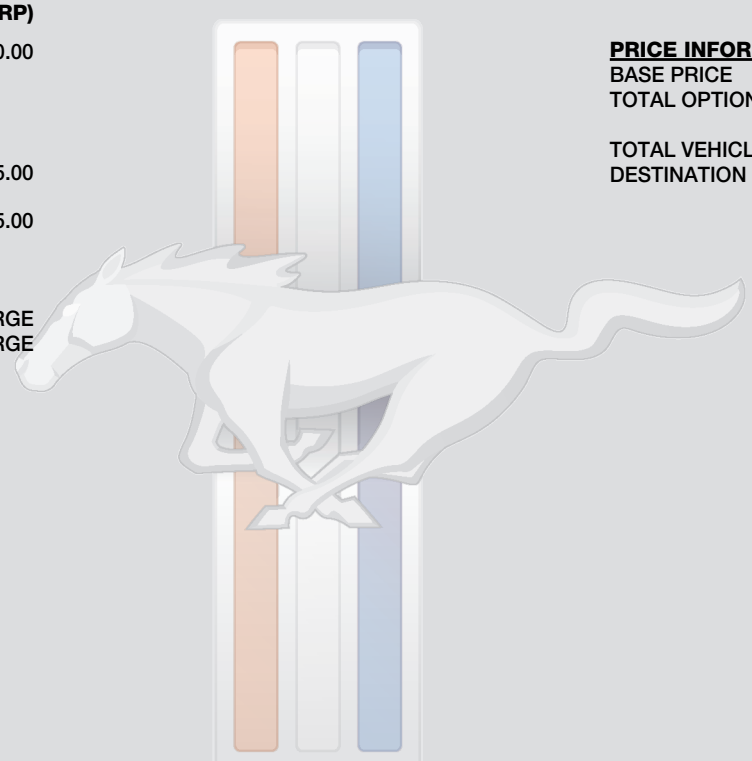 RP)
0.00
5.00
5.00
RGE
RGE
PRICE INFOR
BASE PRICE
TOTAL OPTION
TOTAL VEHICL
DESTINATION